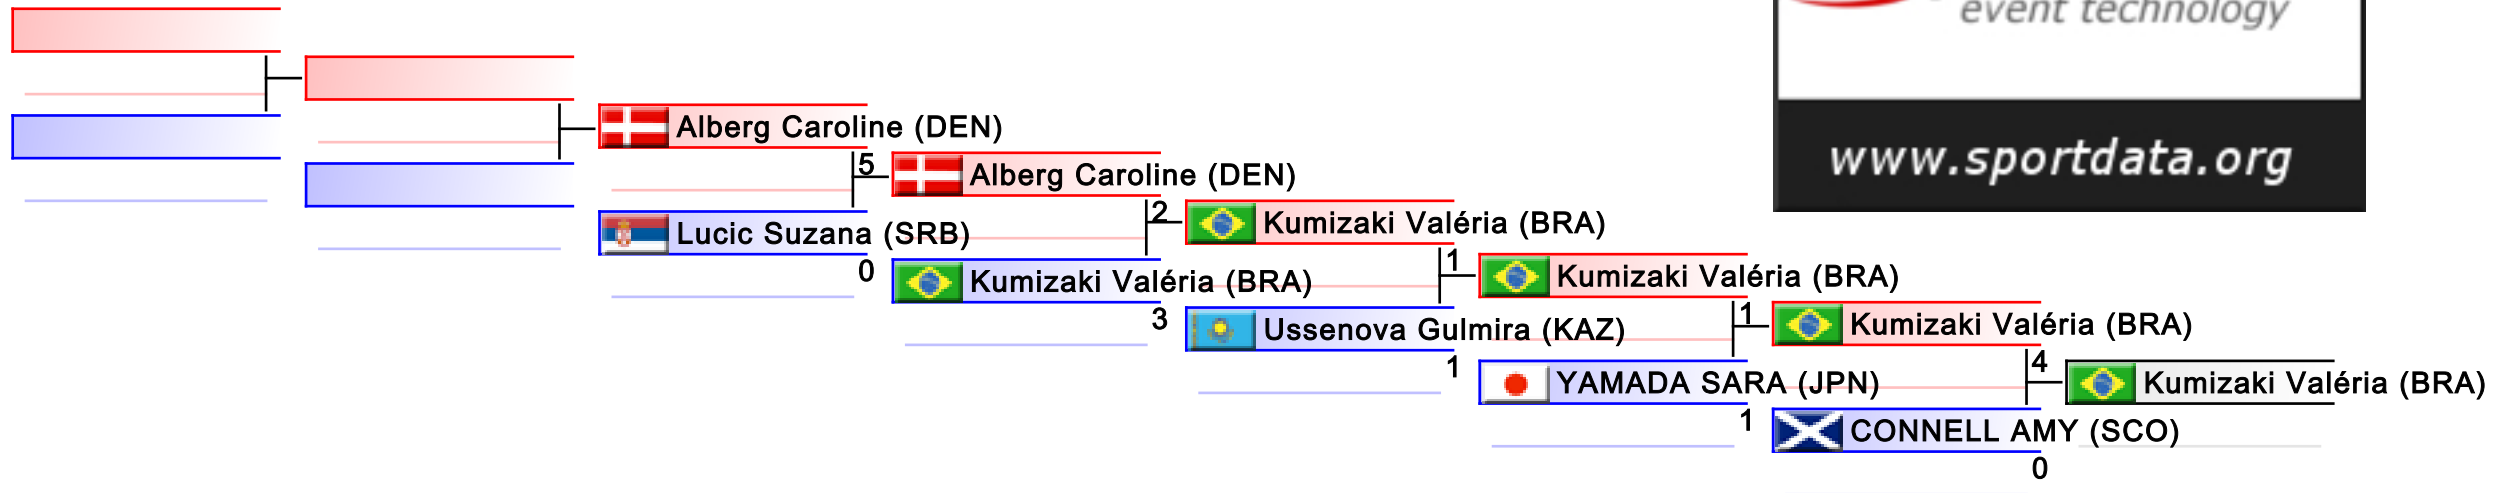 event technology
www.sportdata.org
Alberg Caroline (DEN)
5
Lucic Suzana (SRB)
0
Alberg Caroline (DEN)
2
Kumizaki Valéria (BRA)
3
Kumizaki Valéria (BRA)
1
Ussenova Gulmira (KAZ)
1
Kumizaki Valéria (BRA)
1
YAMADA SARA (JPN)
1
Kumizaki Valéria (BRA)
4
CONNELL AMY (SCO)
0
Kumizaki Valéria (BRA)